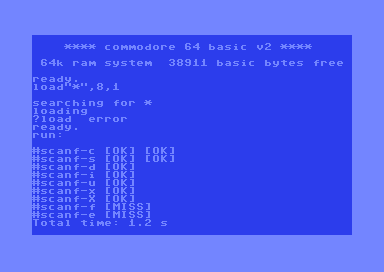 **** commodore 64 basic v2 ****
64k ram system  38911 basic bytes free
ready.
load"*",8,1
searching for *
loading
?load  error
ready.
run:
#scanf-c [OK] [OK]
#scanf-s [OK] [OK]
#scanf-d [OK]
#scanf-i [OK]
#scanf-u [OK]
#scanf-x [OK]
#scanf-X [OK]
#scanf-f [MISS]
#scanf-e [MISS]
Total time: 1.2 s